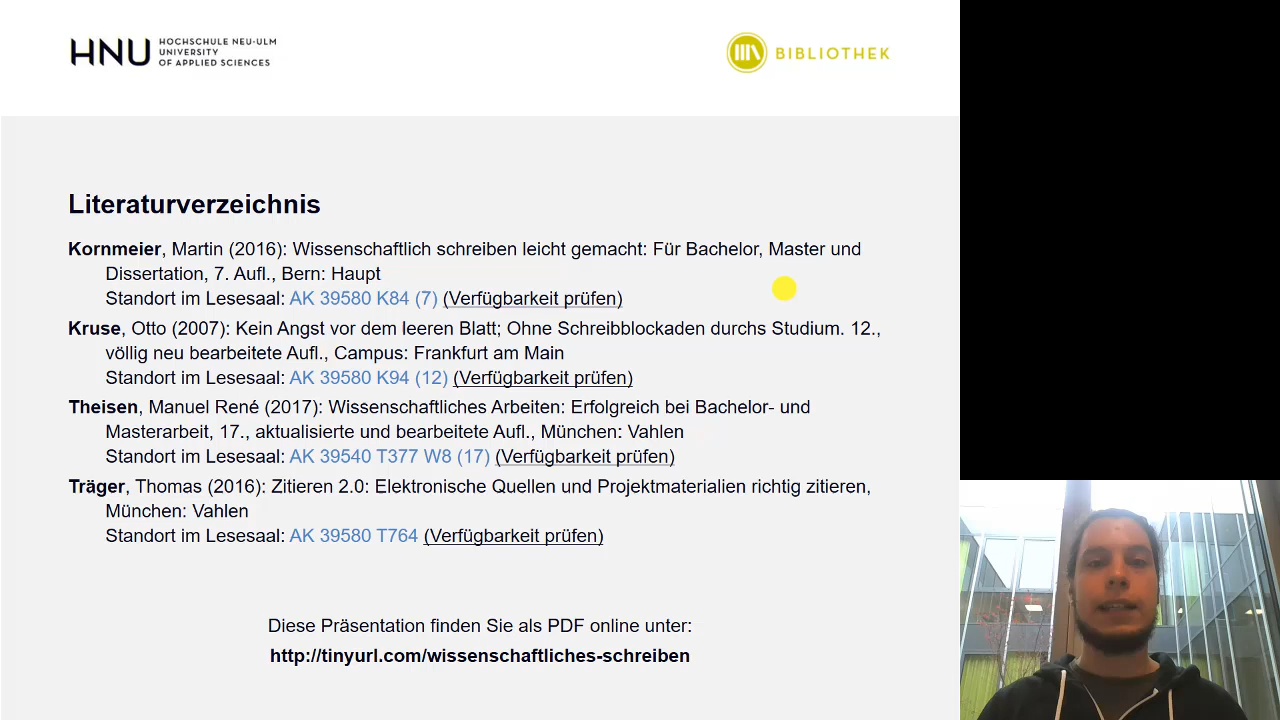 HNU HOCHSCHULE NEU-ULM
UNIVERSITY
OF APPLIED SCIENCES
BIBLIOTHEK
Literaturverzeichnis
Kornmeier, Martin (2016): Wissenschaftlich schreiben leicht gemacht: Für Bachelor, Master und
Dissertation, 7. Aufl., Bern: Haupt
Standort im Lesesaal: AK 39580 K84 (7) (Verfügbarkeit prüfen)
Kruse, Otto (2007): Kein Angst vor dem leeren Blatt; Ohne Schreibblockaden durchs Studium. 12.,
völlig neu bearbeitete Aufl., Campus: Frankfurt am Main
Standort im Lesesaal: AK 39580 K94 (12) (Verfügbarkeit prüfen)
Theisen, Manuel René (2017): Wissenschaftliches Arbeiten: Erfolgreich bei Bachelor- und
Masterarbeit, 17., aktualisierte und bearbeitete Aufl., München: Vahlen
Standort im Lesesaal: AK 39540 T377 W8 (17) (Verfügbarkeit prüfen)
Träger, Thomas (2016): Zitieren 2.0: Elektronische Quellen und Projektmaterialien richtig zitieren,
München: Vahlen
Standort im Lesesaal: AK 39580 T764 (Verfügbarkeit prüfen)
Diese Präsentation finden Sie als PDF online unter:
http://tinyurl.com/wissenschaftliches-schreiben